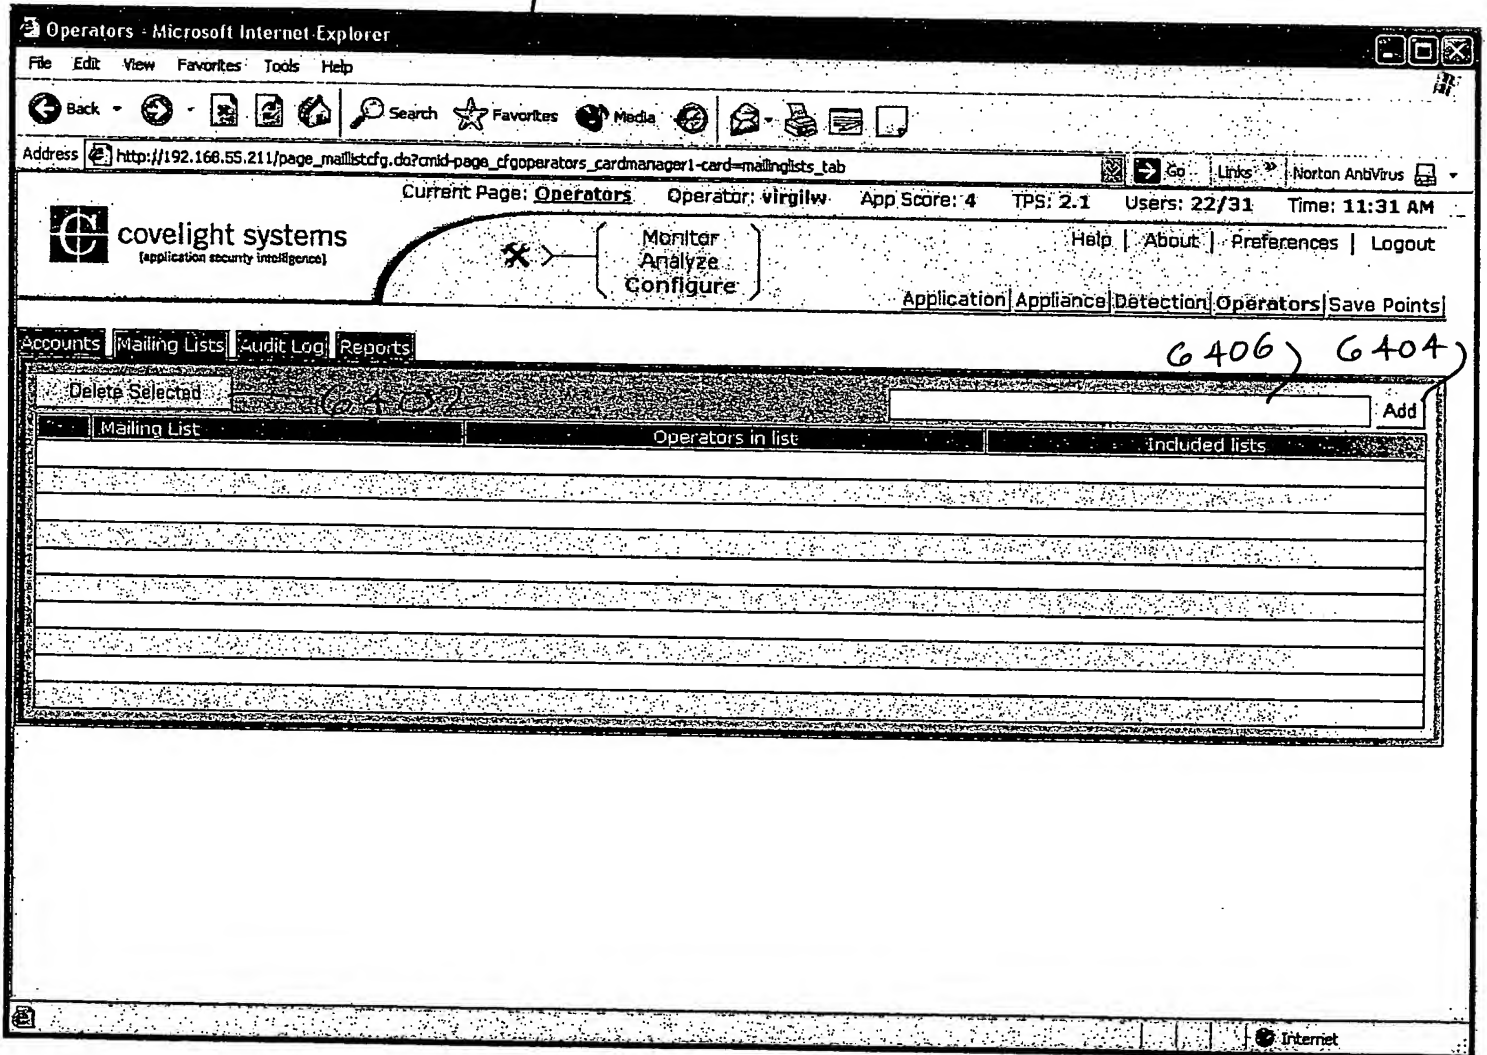 Operators - Microsoft Internet Explorer
File Edit View Favorites Tools Help
Back Search Favorites Media
Address http://192.168.55.211/page_maillistcfg.do?cmid-page_cfgoperators_cardmanager1-card=mailinglists_tab Go Links » Norton AntiVirus
Current Page: Operators Operator: virgilw App Score: 4 TPS: 2.1 Users: 22/31 Time: 11:31 AM
covelight systems
[application security intelligence]
Monitor
Analyze
Configure
Help | About | Preferences | Logout
Application | Appliance | Detection | Operators | Save Points
Accounts Mailing Lists Audit Log Reports
6406 6404
Delete Selected 6402 Add
Mailing List Operators in list Included lists
Internet